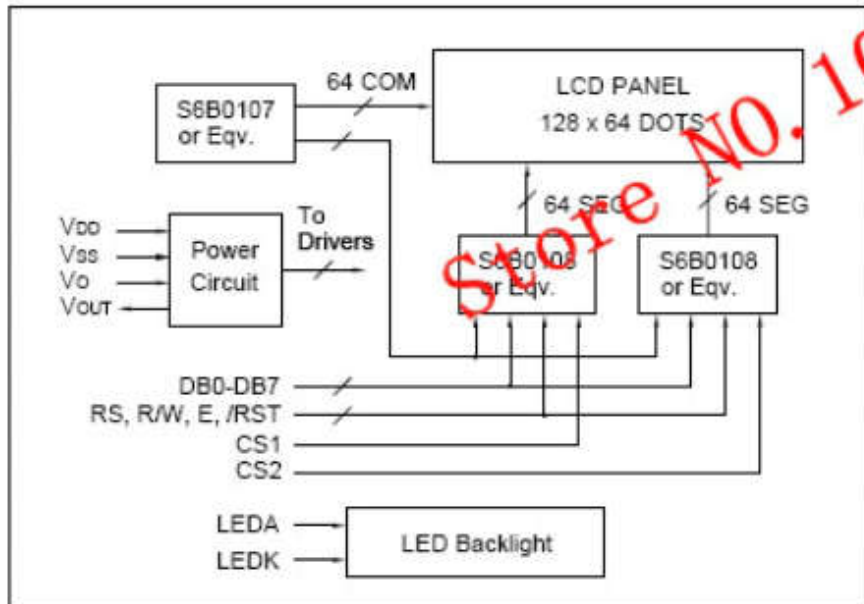 64 COM
S6B0107
or Eqv.
LCD PANEL
128 x 64 DOTS
64 SEG
64 SEG
VDD
VSS
VO
VOUT
Power
Circuit
To
Drivers
S6B0108
or Eqv.
S6B0108
or Eqv.
DB0-DB7
RS, R/W, E, /RST
CS1
CS2
LEDA
LEDK
LED Backlight
Store NO.